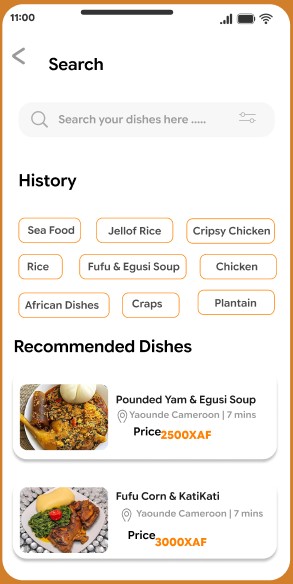 11:00
Search
Search your dishes here .....
History
Sea Food
Jellof Rice
Cripsy Chicken
Rice
Fufu & Egusi Soup
Chicken
African Dishes
Craps
Plantain
Recommended Dishes
Pounded Yam & Egusi Soup
Yaounde Cameroon | 7 mins
Price2500XAF
Fufu Corn & KatiKati
Yaounde Cameroon | 7 mins
Price3000XAF